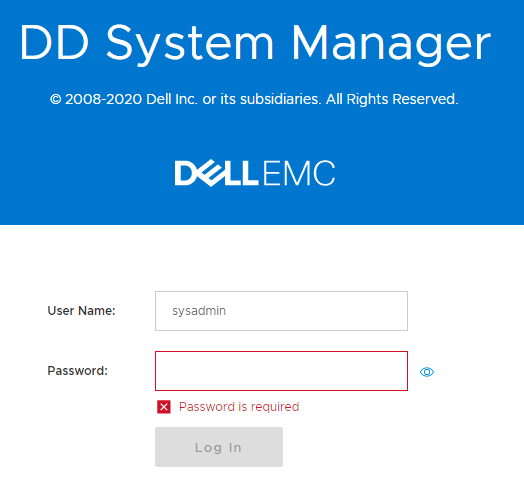 DD System Manager
© 2008-2020 Dell Inc. or its subsidiaries. All Rights Reserved.
DELLEMC
User Name: sysadmin
Password:
Password is required
Log In